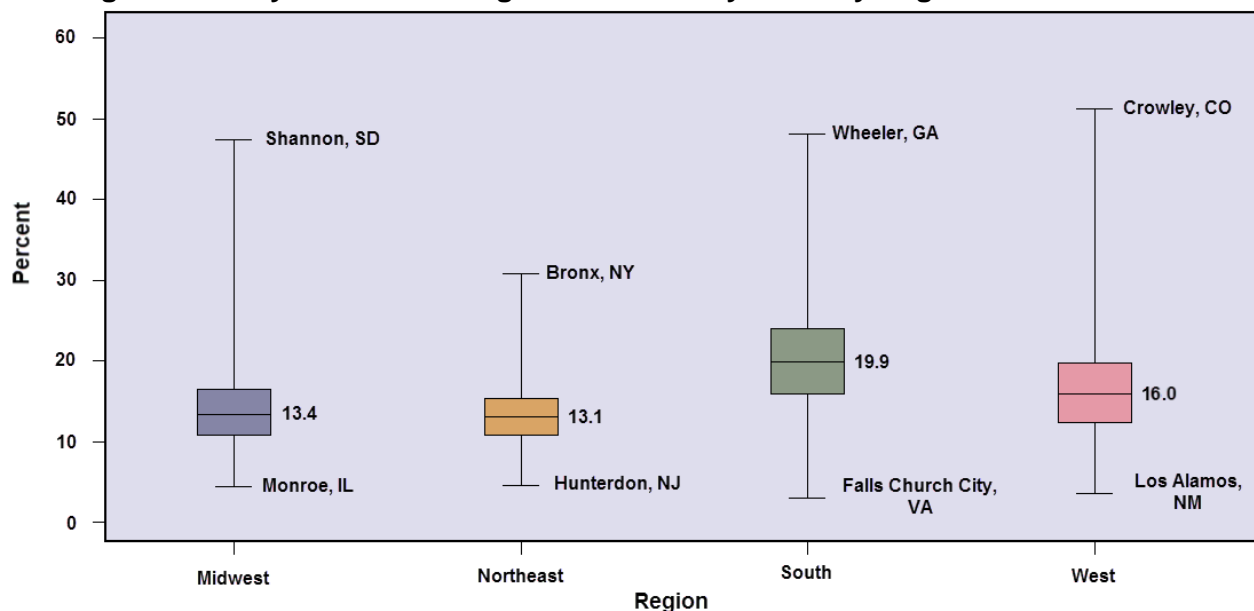 60
50
40
30
20
10
0
Percent
Shannon, SD
13.4
Monroe, IL
Bronx, NY
13.1
Hunterdon, NJ
Wheeler, GA
19.9
Falls Church City,
VA
Crowley, CO
16.0
Los Alamos,
NM
Midwest
Northeast
South
West
Region